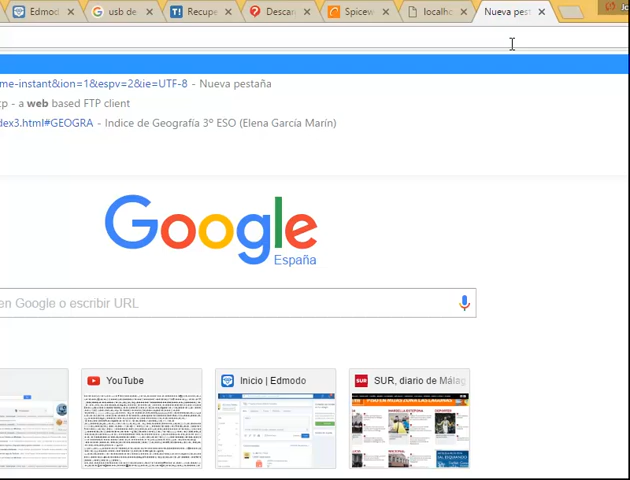 Edmod
usb de
Recupe
Descar
Spicew
localho
Nueva pest
me-instant&ion=1&espv=2&ie=UTF-8 - Nueva pestaña
tp - a web based FTP client
dex3.html#GEOGRA - Indice de Geografía 3º ESO (Elena García Marín)
Google
España
en Google o escribir URL
YouTube
Inicio | Edmodo
SUR, diario de Málag